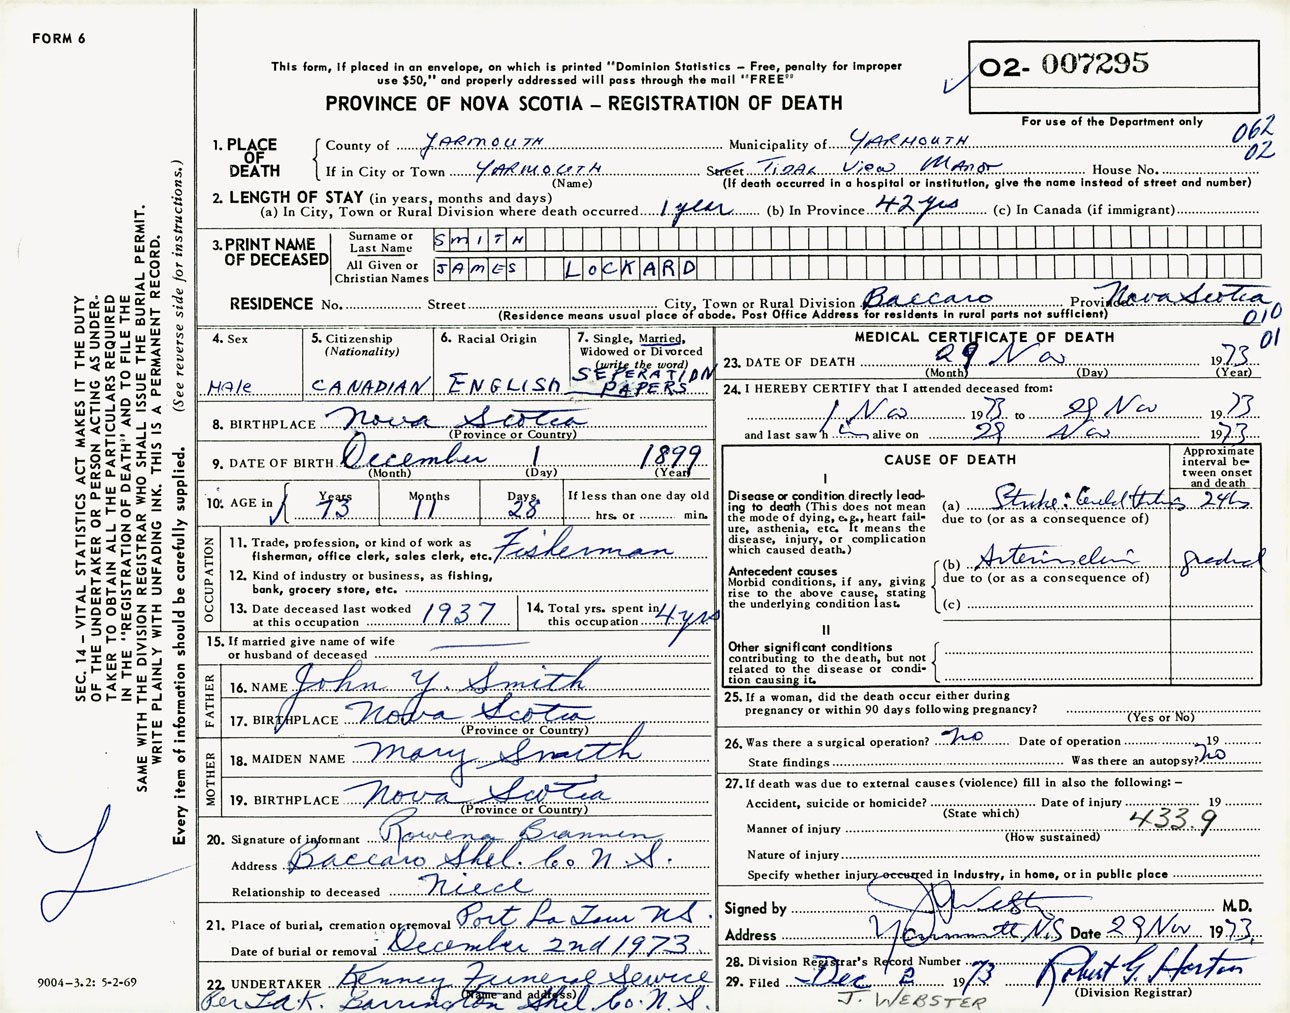 FORM 6
This form, if placed in an envelope, on which is printed "Dominion Statistics – Free, penalty for improper
use $50," and properly addressed will pass through the mail "FREE"
PROVINCE OF NOVA SCOTIA – REGISTRATION OF DEATH
O2- 007295
For use of the Department only
062
02
1. PLACE OF DEATH
County of YARMOUTH Municipality of YARMOUTH
If in City or Town YARMOUTH Street TIDAL View MANOR House No.
(Name) (If death occurred in a hospital or institution, give the name instead of street and number)
2. LENGTH OF STAY (in years, months and days)
(a) In City, Town or Rural Division where death occurred 1 year (b) In Province 42 yrs (c) In Canada (if immigrant)
3. PRINT NAME OF DECEASED
Surname or Last Name SMITH
All Given or Christian Names JAMES LOCKARD
RESIDENCE No. Street City, Town or Rural Division Baccaro Province Nova Scotia
(Residence means usual place of abode. Post Office Address for residents in rural parts not sufficient)
010
01
4. Sex MALE
5. Citizenship (Nationality) CANADIAN
6. Racial Origin ENGLISH
7. Single, Married, Widowed or Divorced (write the word) SEPERATION PAPERS
8. BIRTHPLACE Nova Scotia
(Province or Country)
9. DATE OF BIRTH December 1 1899
(Month) (Day) (Year)
10. AGE in Years 73 Months 11 Days 28 If less than one day old
hrs. or min.
OCCUPATION
11. Trade, profession, or kind of work as
fisherman, office clerk, sales clerk, etc. Fisherman
12. Kind of industry or business, as fishing,
bank, grocery store, etc.
13. Date deceased last worked at this occupation 1937
14. Total yrs. spent in this occupation 4 yrs
15. If married give name of wife
or husband of deceased
FATHER
16. NAME John Y. Smith
17. BIRTHPLACE Nova Scotia
(Province or Country)
MOTHER
18. MAIDEN NAME Mary Smith
19. BIRTHPLACE Nova Scotia
(Province or Country)
20. Signature of informant Rowena Brannen
Address Baccaro Shel. Co N.S.
Relationship to deceased Niece
21. Place of burial, cremation or removal Port La Tour NS.
Date of burial or removal December 2nd 1973
22. UNDERTAKER Kenney Funeral Service
(Name and address)
Per Barrington Shel. Co. N.S.
MEDICAL CERTIFICATE OF DEATH
23. DATE OF DEATH 29 Nov 1973
(Month) (Day) (Year)
24. I HEREBY CERTIFY that I attended deceased from:
1 Nov 1973 to 29 Nov 1973
and last saw h im alive on 29 Nov 1973
CAUSE OF DEATH
Approximate interval between onset and death
I
Disease or condition directly lead-
ing to death (This does not mean
the mode of dying, e.g., heart fail-
ure, asthenia, etc. It means the
disease, injury, or complication
which caused death.)
(a) Stroke: 24hs
due to (or as a consequence of)
Antecedent causes
Morbid conditions, if any, giving
rise to the above cause, stating
the underlying condition last.
(b) gradual
due to (or as a consequence of)
(c)
II
Other significant conditions
contributing to the death, but not
related to the disease or condi-
tion causing it.
25. If a woman, did the death occur either during
pregnancy or within 90 days following pregnancy?
(Yes or No)
26. Was there a surgical operation? no Date of operation 19
State findings Was there an autopsy? no
27. If death was due to external causes (violence) fill in also the following: –
Accident, suicide or homicide? Date of injury 19
(State which)
433.9
Manner of injury
(How sustained)
Nature of injury
Specify whether injury occurred in industry, in home, or in public place
Signed by M.D.
Address Yarmouth NS Date 29 Nov 1973
28. Division Registrar's Record Number
29. Filed Dec 2 1973 Robert G. Horton
(Division Registrar)
J. WEBSTER
SEC. 14 – VITAL STATISTICS ACT MAKES IT THE DUTY
OF THE UNDERTAKER OR PERSON ACTING AS UNDER-
TAKER TO OBTAIN ALL THE PARTICULARS REQUIRED
IN THE "REGISTRATION OF DEATH" AND TO FILE THE
SAME WITH THE DIVISION REGISTRAR WHO SHALL ISSUE THE BURIAL PERMIT.
WRITE PLAINLY WITH UNFADING INK. THIS IS A PERMANENT RECORD.
Every item of information should be carefully supplied. (See reverse side for instructions.)
9004–3.2: 5-2-69